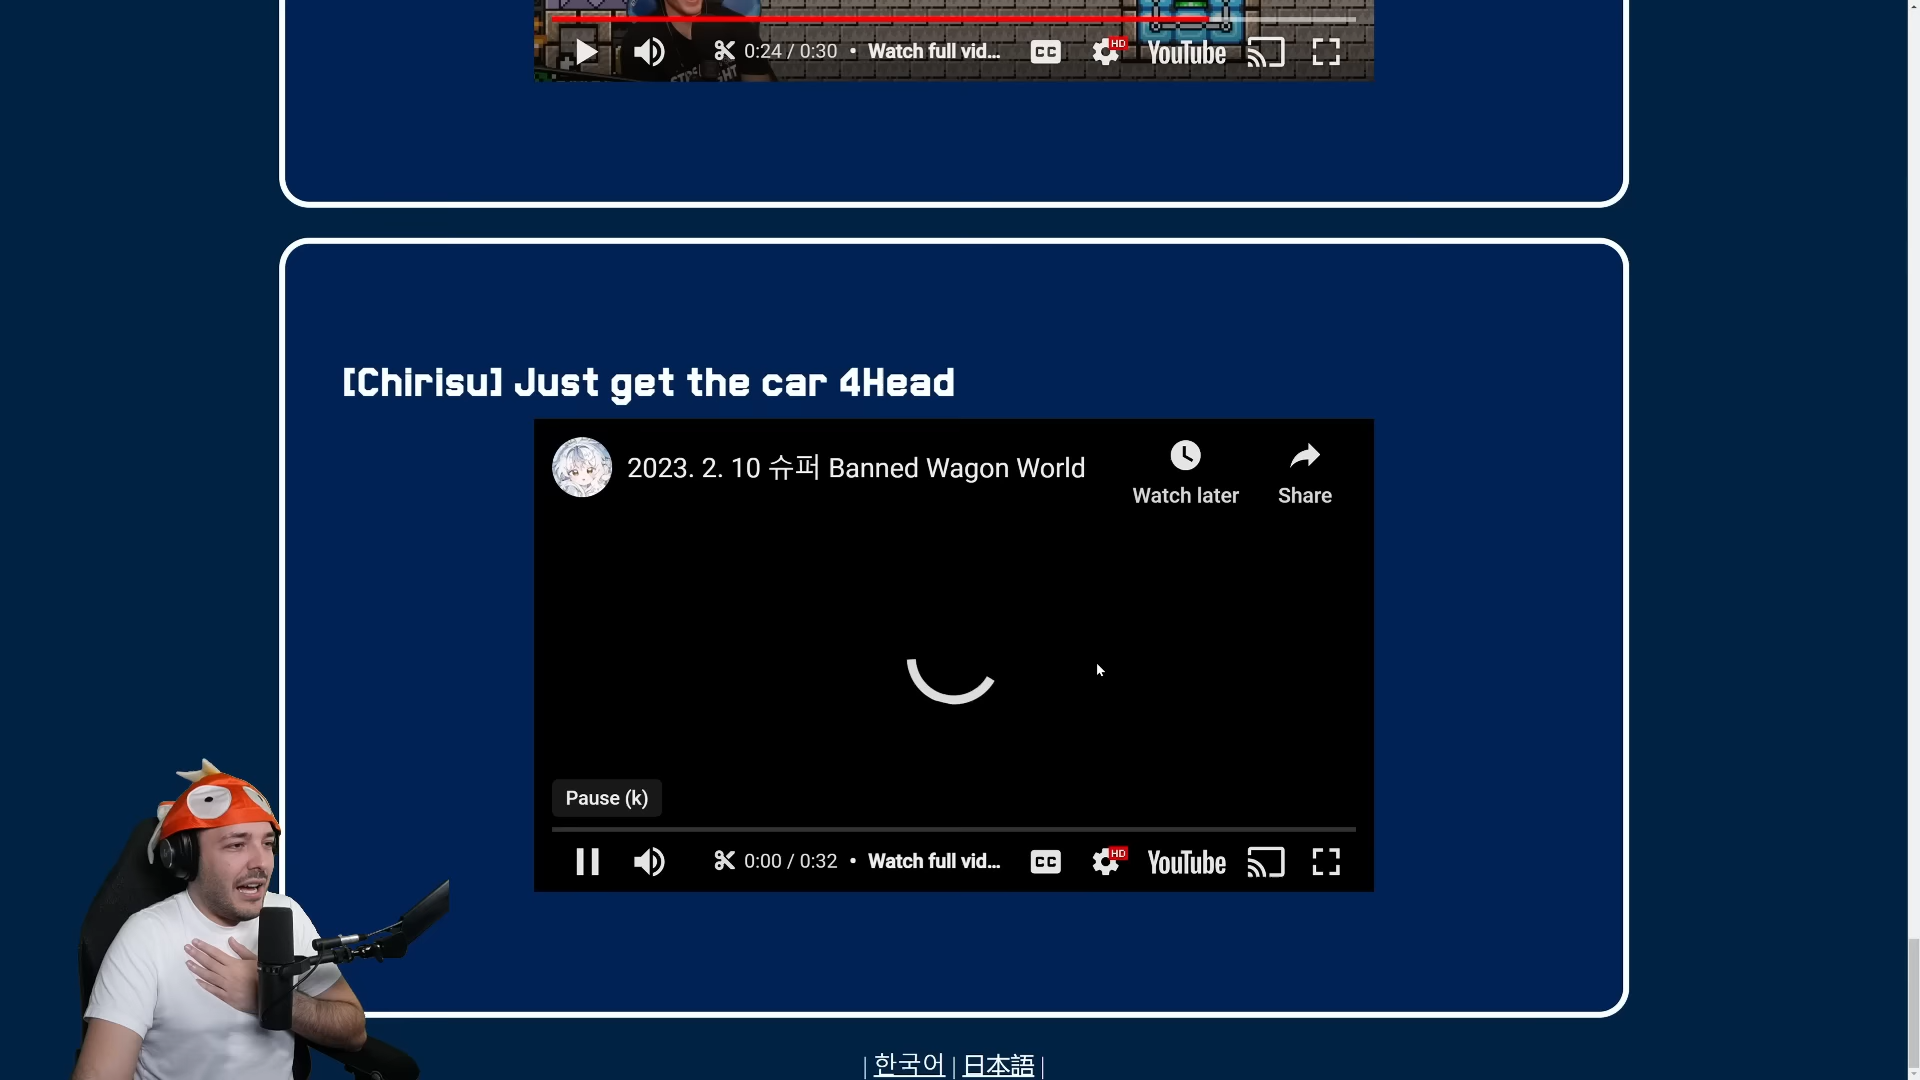 0:24 / 0:30 • Watch full vid... CC HD YouTube
[Chirisu] Just get the car 4Head
2023. 2. 10 슈퍼 Banned Wagon World
Watch later
Share
Pause (k)
0:00 / 0:32 • Watch full vid... CC HD YouTube
| 한국어 | 日本語 |